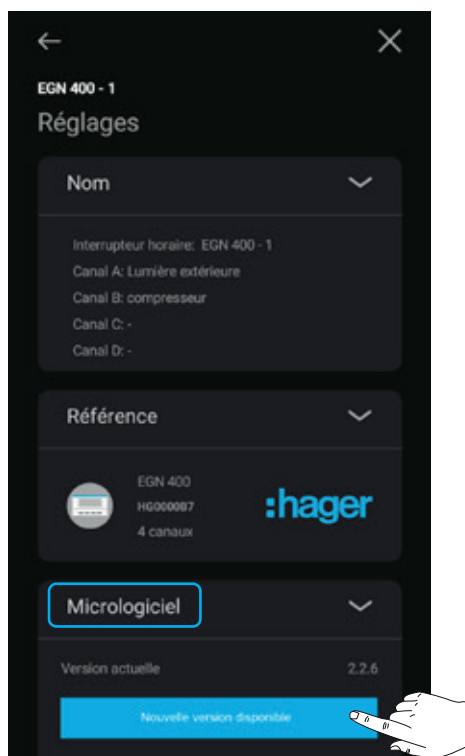 EGN 400 - 1
Réglages
Nom
Interrupteur horaire: EGN 400 - 1
Canal A: Lumière extérieure
Canal B: compresseur
Canal C: -
Canal D: -
Référence
EGN 400
HG000087
4 canaux
:hager
Micrologiciel
Version actuelle 2.2.6
Nouvelle version disponible